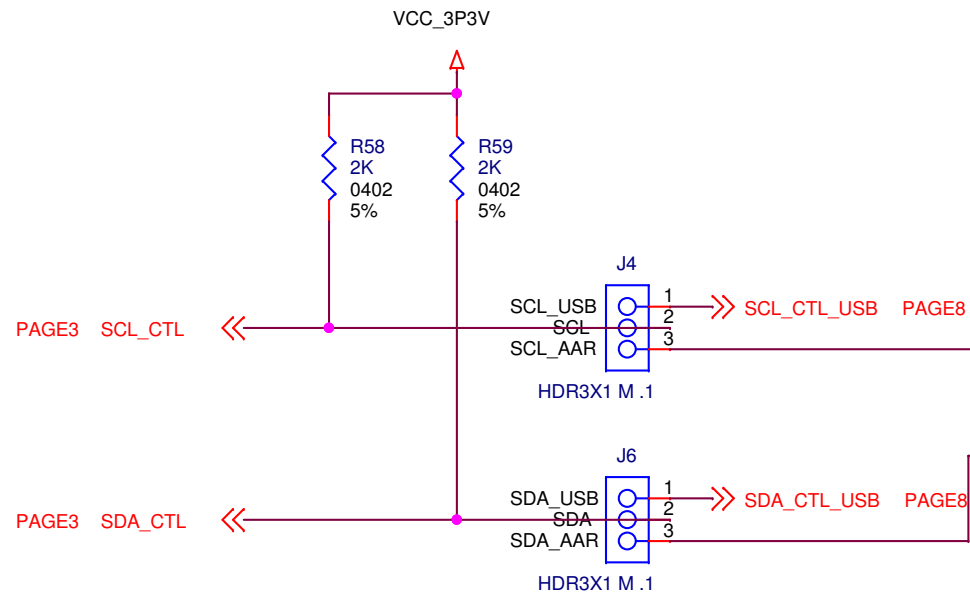 VCC_3P3V
R58
2K
0402
5%
R59
2K
0402
5%
J4
SCL_USB
1
SCL_CTL_USB PAGE8
PAGE3 SCL_CTL
SCL
2
SCL_AAR
3
HDR3X1 M .1
J6
SDA_USB
1
SDA_CTL_USB PAGE8
PAGE3 SDA_CTL
SDA
2
SDA_AAR
3
HDR3X1 M .1